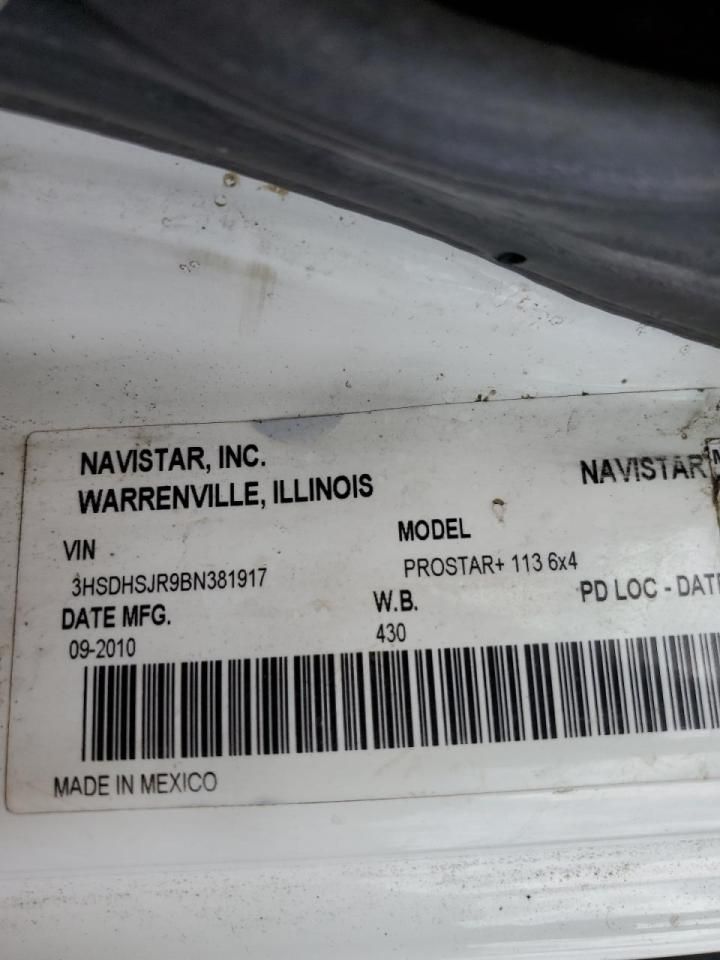 NAVISTAR, INC.
WARRENVILLE, ILLINOIS
NAVISTAR
VIN
MODEL
3HSDHSJR9BN381917
PROSTAR+ 113 6x4
PD LOC - DATE
DATE MFG.
W.B.
09-2010
430
MADE IN MEXICO